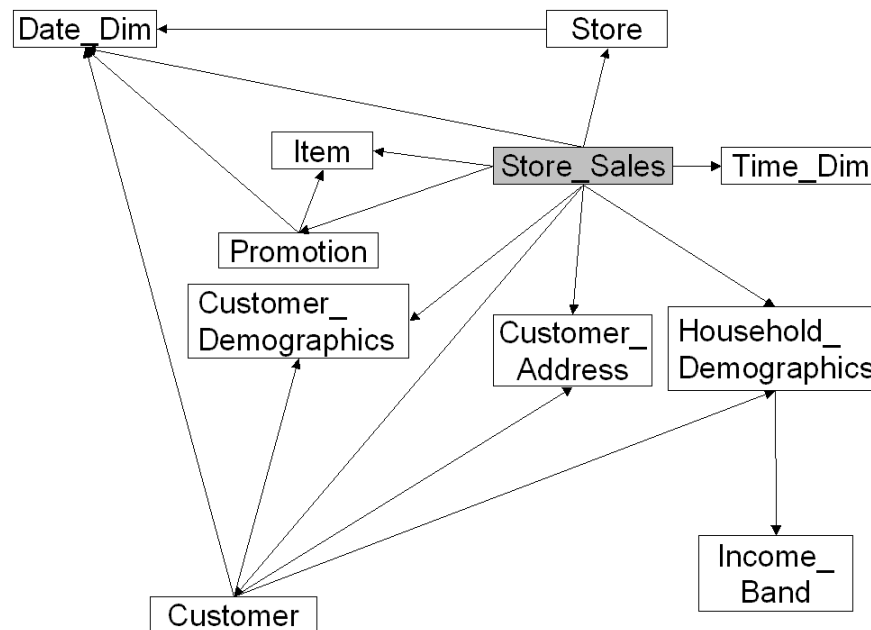 Date_Dim
Store
Item
Store_Sales
Time_Dim
Promotion
Customer_
Demographics
Customer_
Address
Household_
Demographics
Income_
Band
Customer